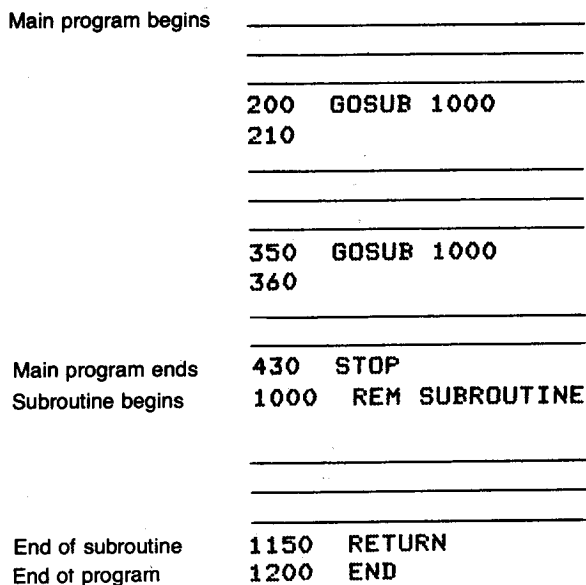 Main program begins
200 GOSUB 1000
210
350 GOSUB 1000
360
Main program ends 430 STOP
Subroutine begins 1000 REM SUBROUTINE
End of subroutine 1150 RETURN
End of program 1200 END